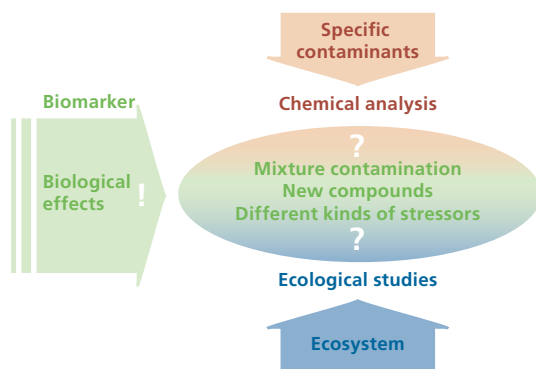 Specific
contaminants
Chemical analysis
Biomarker
Biological
effects !
?
Mixture contamination
New compounds
Different kinds of stressors
?
Ecological studies
Ecosystem